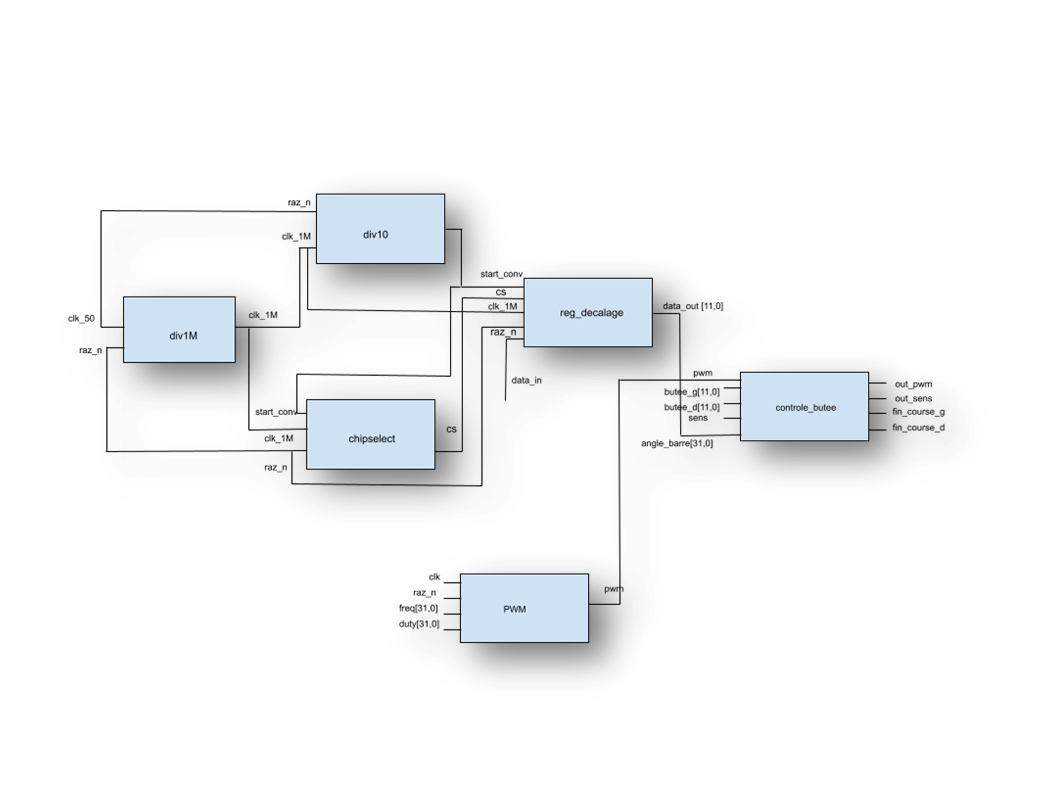 raz_n
clk_1M
div10
start_conv
cs
clk_1M
raz_n
reg_decalage
data_out [11,0]
clk_50
raz_n
div1M
clk_1M
data_in
start_conv
clk_1M
raz_n
chipselect
cs
pwm
butee_g[11,0]
butee_d[11,0]
sens
angle_barre[31,0]
controle_butee
out_pwm
out_sens
fin_course_g
fin_course_d
clk
raz_n
freq[31,0]
duty[31,0]
PWM
pwm